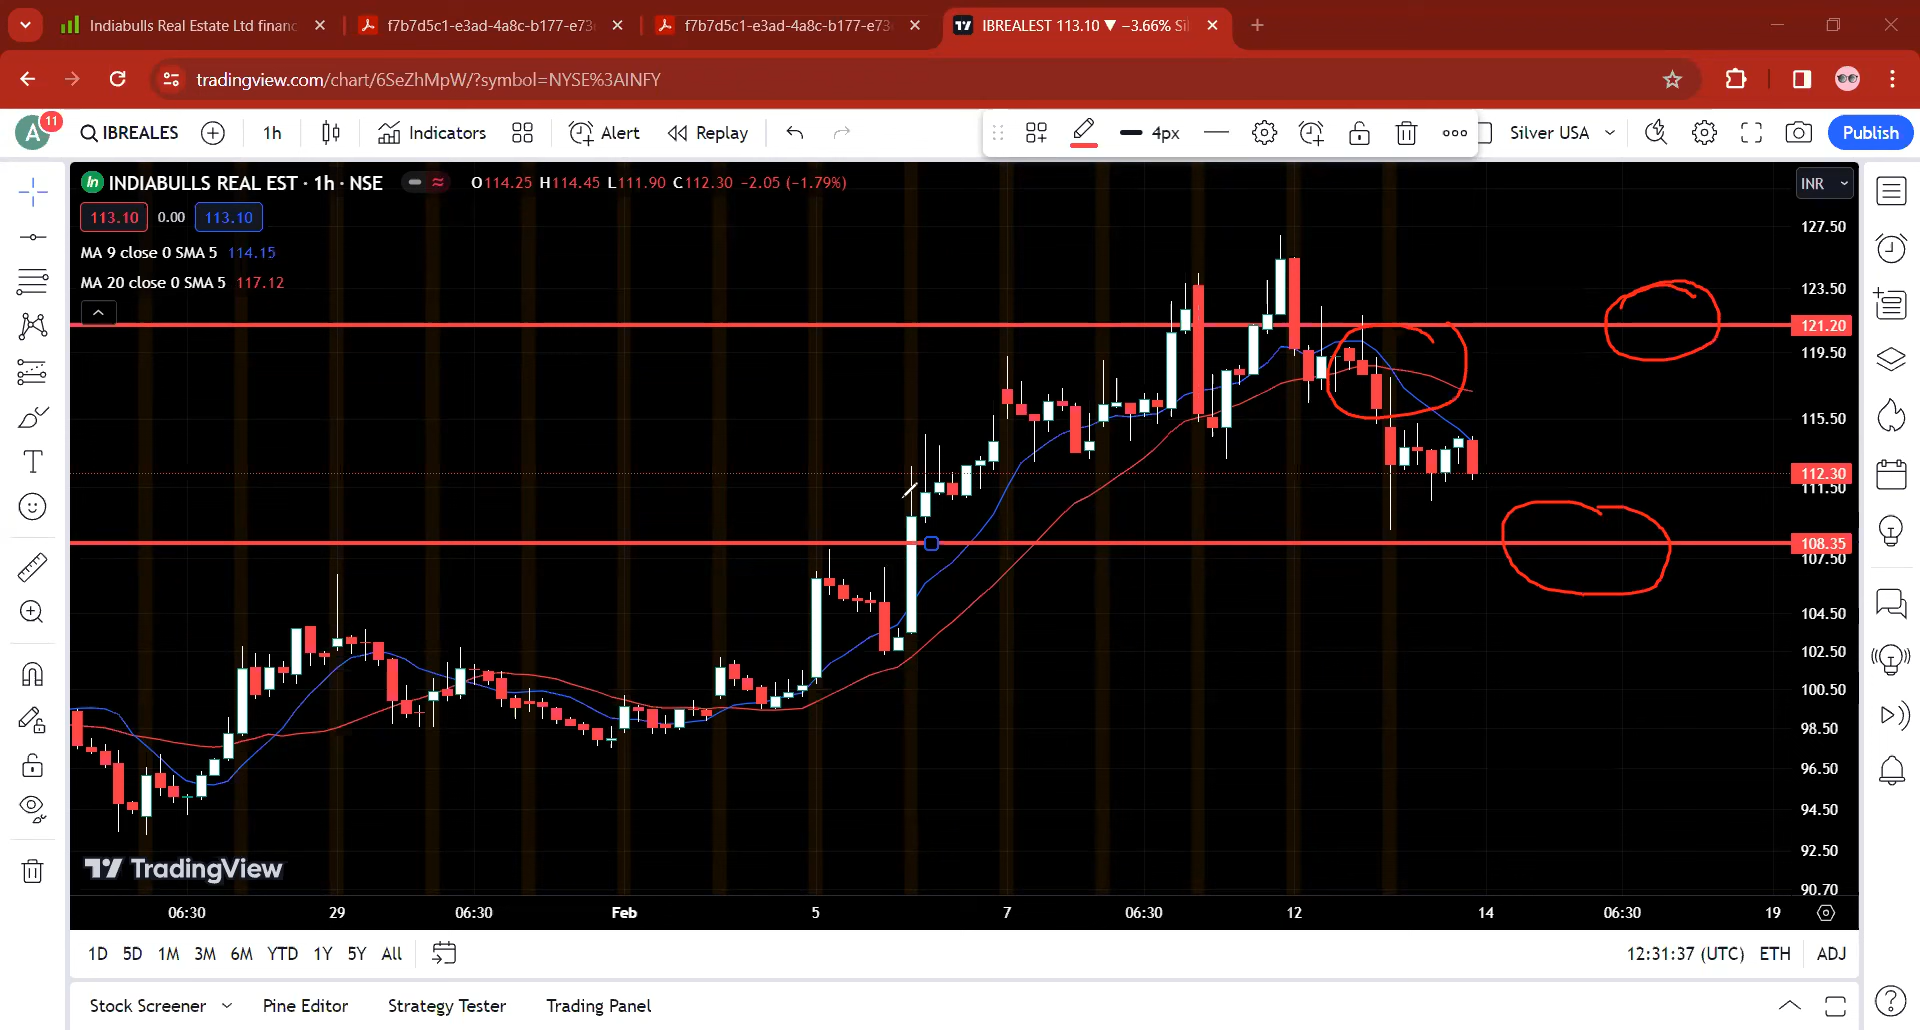 Indiabulls Real Estate Ltd financ
f7b7d5c1-e3ad-4a8c-b177-e73
f7b7d5c1-e3ad-4a8c-b177-e73
IBREALEST 113.10 ▼ −3.66% Sil
tradingview.com/chart/6SeZhMpW/?symbol=NYSE%3AINFY
A
11
IBREALES
1h
Indicators
Alert
Replay
4px
Silver USA
Publish
INDIABULLS REAL EST · 1h · NSE
O114.25 H114.45 L111.90 C112.30 −2.05 (−1.79%)
INR
113.10 0.00 113.10
MA 9 close 0 SMA 5 114.15
MA 20 close 0 SMA 5 117.12
127.50
123.50
121.20
119.50
115.50
112.30
111.50
108.35
107.50
104.50
102.50
100.50
98.50
96.50
94.50
92.50
90.70
TradingView
06:30 29 06:30 Feb 5 7 06:30 12 14 06:30 19
1D 5D 1M 3M 6M YTD 1Y 5Y All
12:31:37 (UTC) ETH ADJ
Stock Screener Pine Editor Strategy Tester Trading Panel